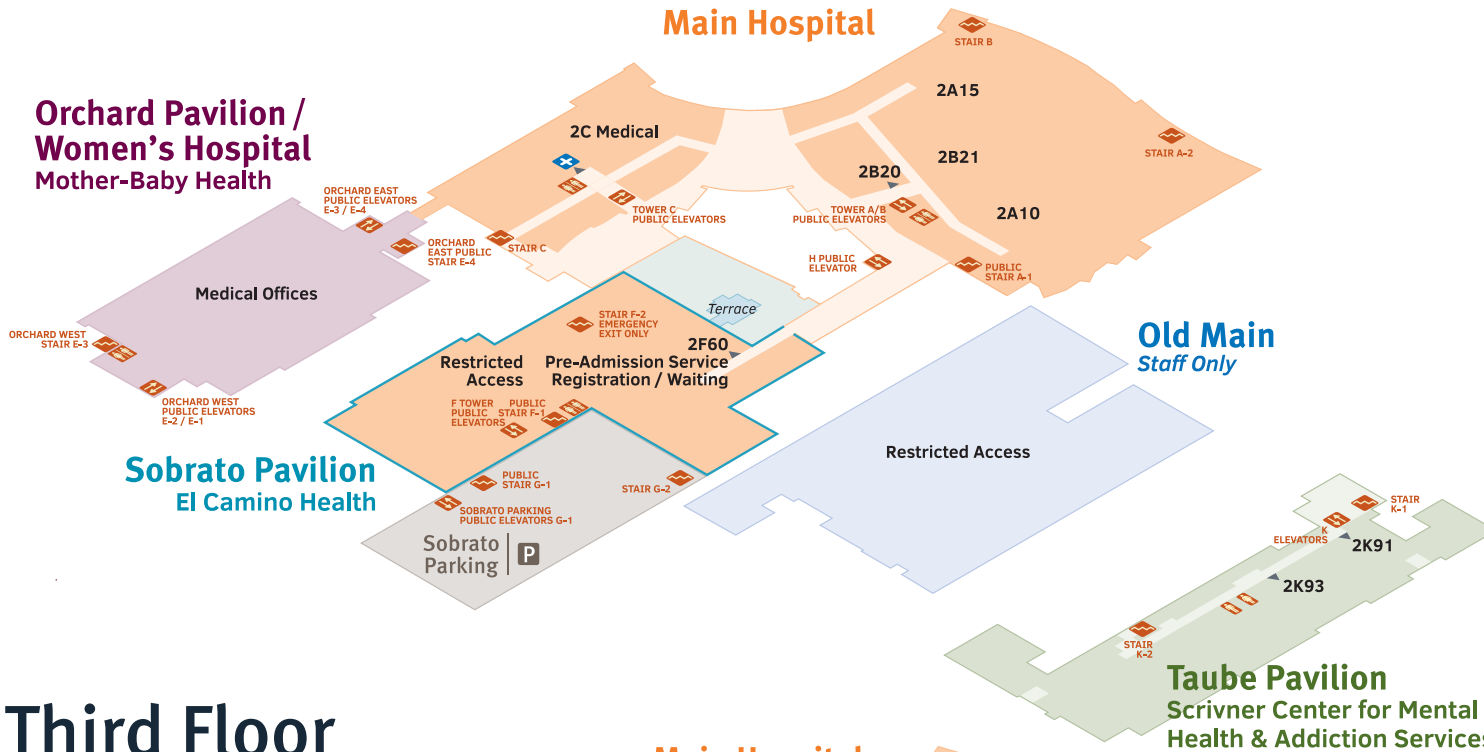 Main Hospital
STAIR B
2A15
Orchard Pavilion /
Women's Hospital
Mother-Baby Health
2C Medical
STAIR A-2
2B21
2B20
ORCHARD EAST
PUBLIC ELEVATORS
E-3 / E-4
TOWER C
PUBLIC ELEVATORS
TOWER A/B
PUBLIC ELEVATORS
2A10
ORCHARD
EAST PUBLIC
STAIR E-4
STAIR C
H PUBLIC
ELEVATOR
PUBLIC
STAIR A-1
Medical Offices
Terrace
STAIR F-2
EMERGENCY
EXIT ONLY
ORCHARD WEST
STAIR E-3
2F60
Pre-Admission Service
Registration / Waiting
Restricted
Access
Old Main
Staff Only
ORCHARD WEST
PUBLIC ELEVATORS
E-2 / E-1
F TOWER
PUBLIC
ELEVATORS
PUBLIC
STAIR F-1
Restricted Access
Sobrato Pavilion
El Camino Health
PUBLIC
STAIR G-1
STAIR G-2
SOBRATO PARKING
PUBLIC ELEVATORS G-1
Sobrato
Parking
P
STAIR
K-1
K
ELEVATORS
2K91
2K93
STAIR
K-2
Taube Pavilion
Scrivner Center for Mental
Health & Addiction Services
Third Floor
Main Hospital